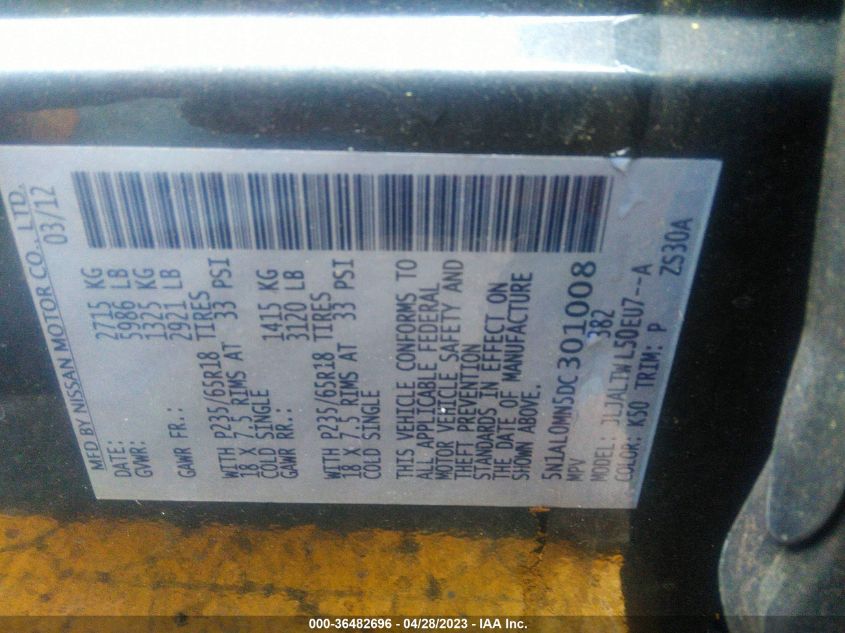 MFD BY NISSAN MOTOR CO., LTD.
DATE: 03/12
GVWR: 2715 KG
5986 LB
GAWR FR.: 1325 KG
2921 LB
WITH P235/65R18 TIRES
18 X 7.5 RIMS AT 33 PSI
COLD SINGLE
GAWR RR.: 1415 KG
3120 LB
WITH P235/65R18 TIRES
18 X 7.5 RIMS AT 33 PSI
COLD SINGLE
THIS VEHICLE CONFORMS TO
ALL APPLICABLE FEDERAL
MOTOR VEHICLE SAFETY AND
THEFT PREVENTION
STANDARDS IN EFFECT ON
THE DATE OF MANUFACTURE
SHOWN ABOVE.
5N1AL0MN5DC301008
MPV 382
MODEL: JLJALTWL50EU7--A
COLOR: K50 TRIM: P ZS30A
000-36482696 - 04/28/2023 - IAA Inc.